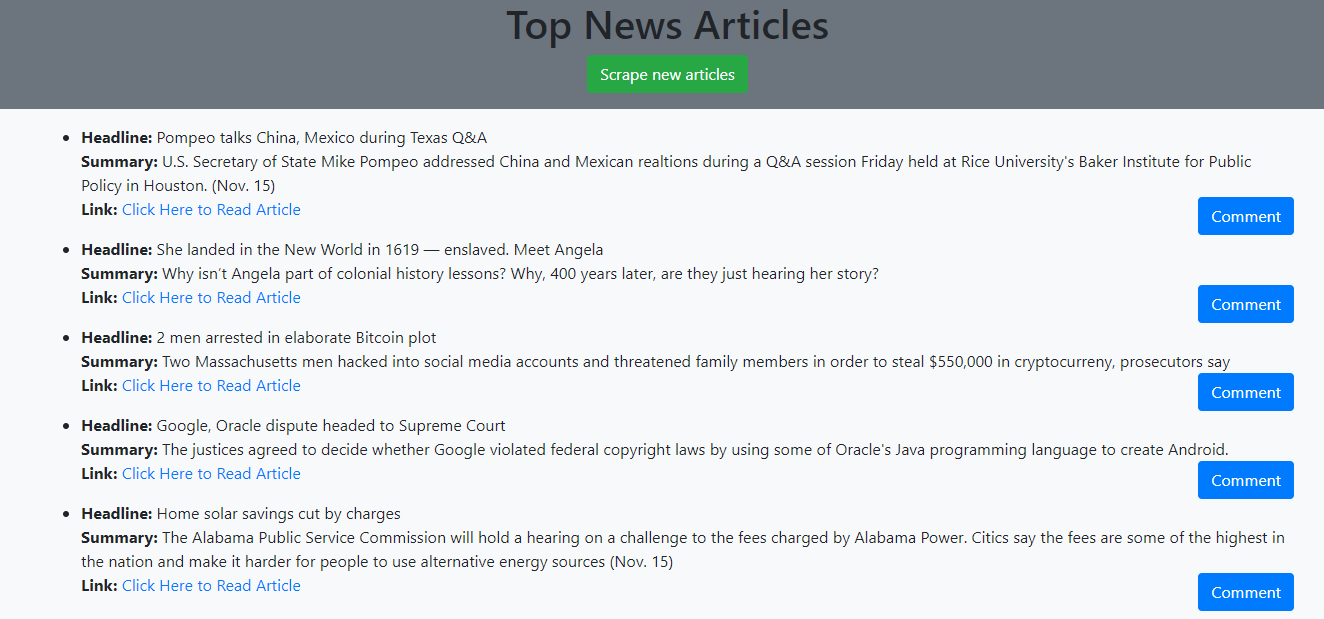 Top News Articles
Scrape new articles
Headline: Pompeo talks China, Mexico during Texas Q&A
Summary: U.S. Secretary of State Mike Pompeo addressed China and Mexican realtions during a Q&A session Friday held at Rice University's Baker Institute for Public
Policy in Houston. (Nov. 15)
Link: Click Here to Read Article
Comment
Headline: She landed in the New World in 1619 — enslaved. Meet Angela
Summary: Why isn’t Angela part of colonial history lessons? Why, 400 years later, are they just hearing her story?
Link: Click Here to Read Article
Comment
Headline: 2 men arrested in elaborate Bitcoin plot
Summary: Two Massachusetts men hacked into social media accounts and threatened family members in order to steal $550,000 in cryptocurreny, prosecutors say
Link: Click Here to Read Article
Comment
Headline: Google, Oracle dispute headed to Supreme Court
Summary: The justices agreed to decide whether Google violated federal copyright laws by using some of Oracle's Java programming language to create Android.
Link: Click Here to Read Article
Comment
Headline: Home solar savings cut by charges
Summary: The Alabama Public Service Commission will hold a hearing on a challenge to the fees charged by Alabama Power. Citics say the fees are some of the highest in
the nation and make it harder for people to use alternative energy sources (Nov. 15)
Link: Click Here to Read Article
Comment